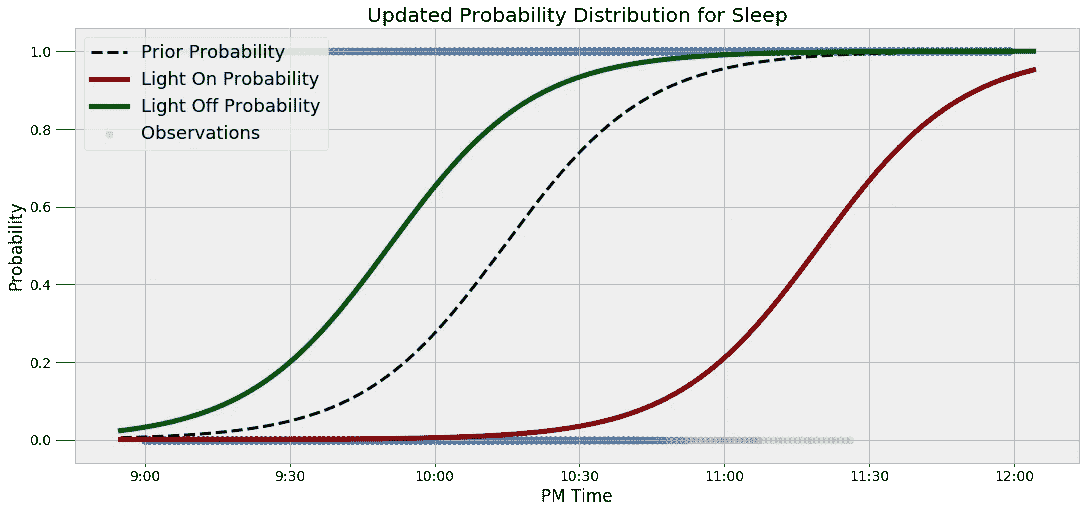 Updated Probability Distribution for Sleep
Prior Probability
Light On Probability
Light Off Probability
Observations
Probability
1.0
0.8
0.6
0.4
0.2
0.0
9:00 9:30 10:00 10:30 11:00 11:30 12:00
PM Time